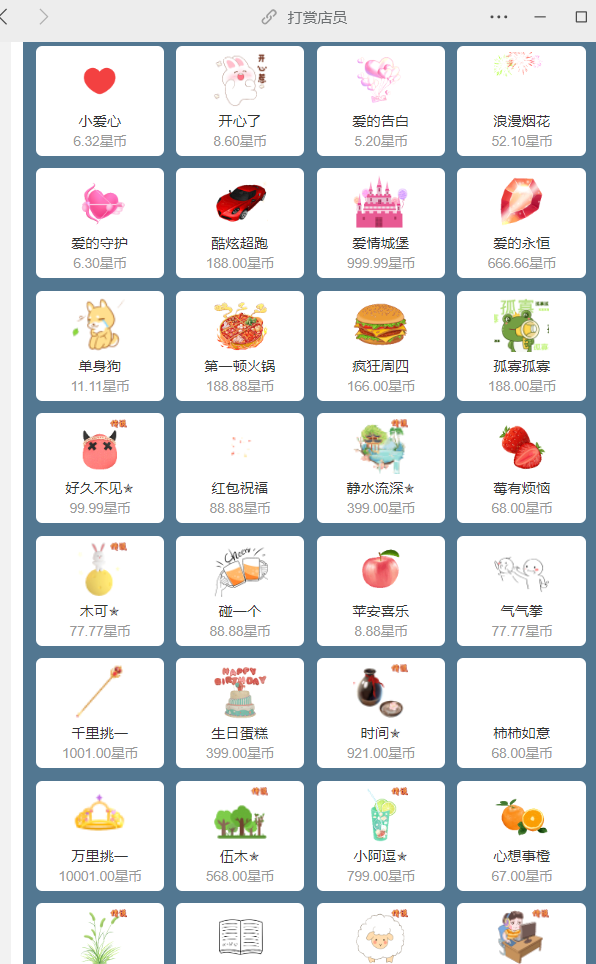 打赏店员
开心惹
小爱心
6.32星币
开心了
8.60星币
爱的告白
5.20星币
浪漫烟花
52.10星币
爱的守护
6.30星币
酷炫超跑
188.00星币
爱情城堡
999.99星币
爱的永恒
666.66星币
孤寡
单身狗
11.11星币
第一顿火锅
188.88星币
疯狂周四
166.00星币
孤寡孤寡
188.00星币
好久不见★
99.99星币
红包祝福
88.88星币
静水流深★
399.00星币
莓有烦恼
68.00星币
Cheers
木可★
77.77星币
碰一个
88.88星币
苹安喜乐
8.88星币
气气拳
77.77星币
HAPPY
BIRTHDAY
千里挑一
1001.00星币
生日蛋糕
399.00星币
时间★
921.00星币
柿柿如意
68.00星币
万里挑一
10001.00星币
伍木★
568.00星币
小阿逗★
799.00星币
心想事橙
67.00星币